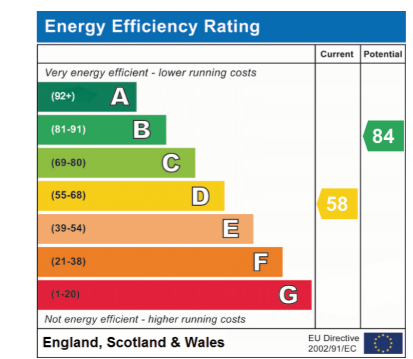 Energy Efficiency Rating
Current Potential
Very energy efficient - lower running costs
(92+) A
(81-91) B
84
(69-80) C
(55-68) D
58
(39-54) E
(21-38) F
(1-20) G
Not energy efficient - higher running costs
England, Scotland & Wales
EU Directive
2002/91/EC